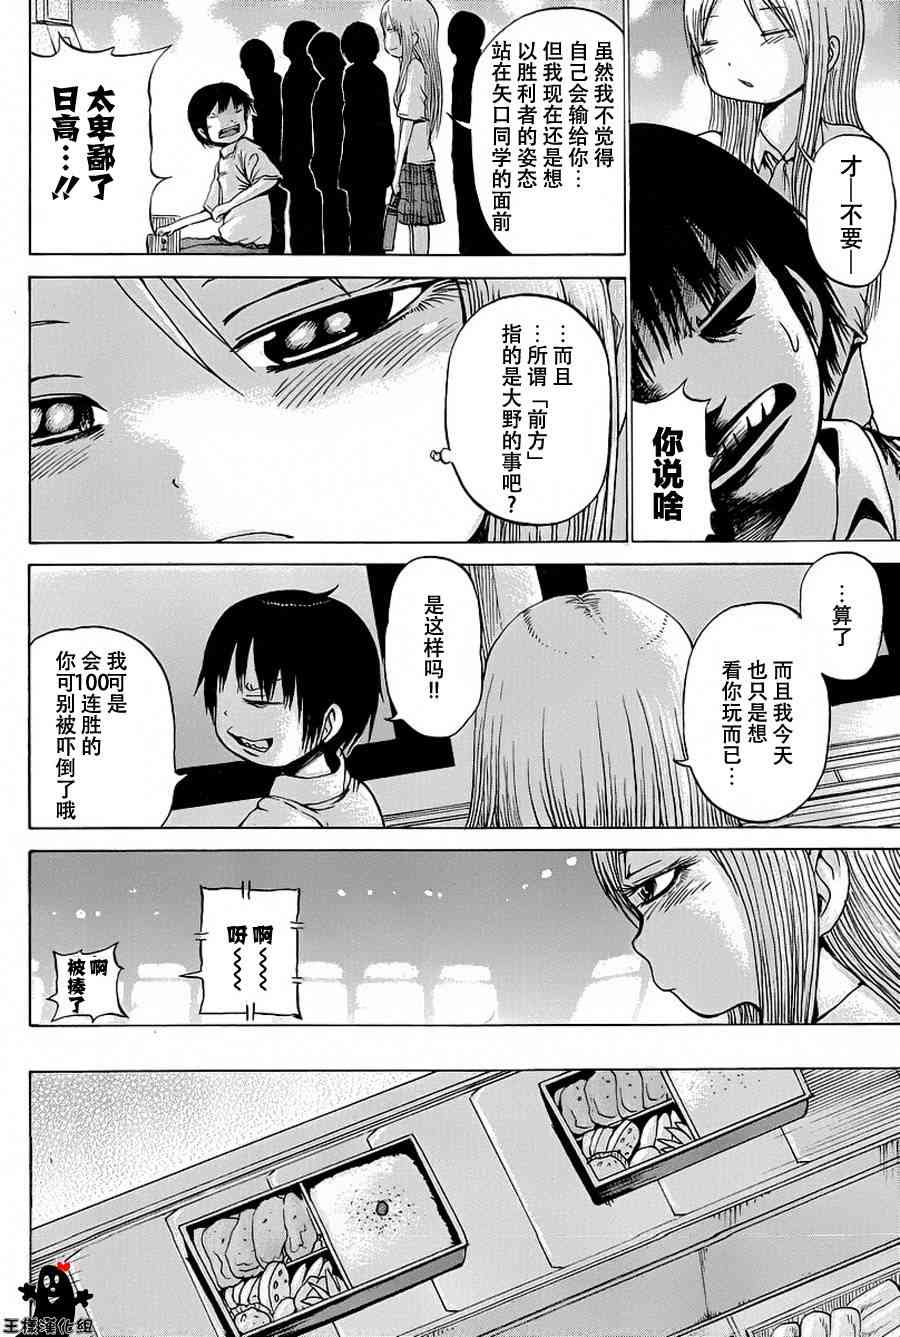 才—不要—
你说啥
虽然我不觉得
自己会输给你…
但我现在还是想
以胜利者的姿态
站在矢口同学的面前
太卑鄙了
日高…!!
…而且
…所谓「前方」
指的是大野的事吧?
…算了
而且我今天
也只是想
看你玩而已…
是这样吗!!
我可是
会100连胜的
你可别被吓倒了哦
啊~~
呀~~
啊
被揍了
王様漢化组